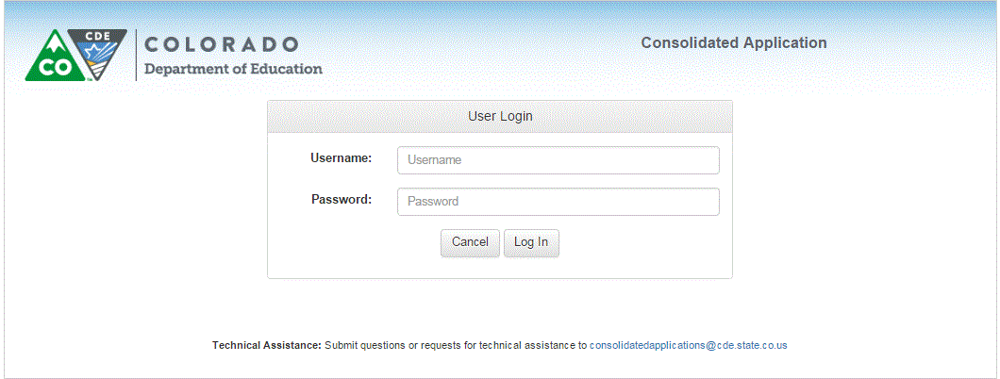 CDE
CO
COLORADO
Department of Education
Consolidated Application
User Login
Username:
Username
Password:
Password
Cancel
Log In
Technical Assistance: Submit questions or requests for technical assistance to consolidatedapplications@cde.state.co.us